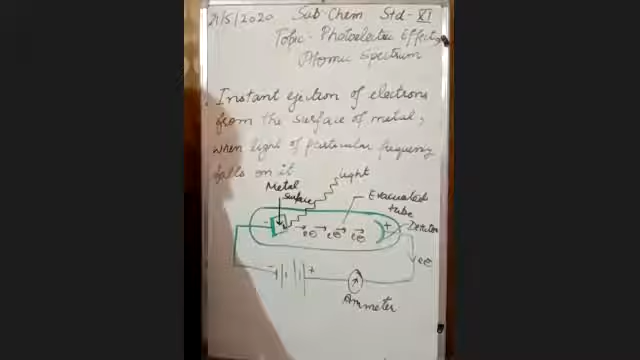 21/5/2020 Sub-Chem Std-XI
Topic- Photoelectric Effect,
Atomic Spectrum
Instant ejection of electrons
from the surface of metal,
when light of particular frequency
falls on it
Light
Metal
surface
Evacuated
tube
- e⊖ e⊖ e⊖ + Detector
e⊖
- +
Ammeter